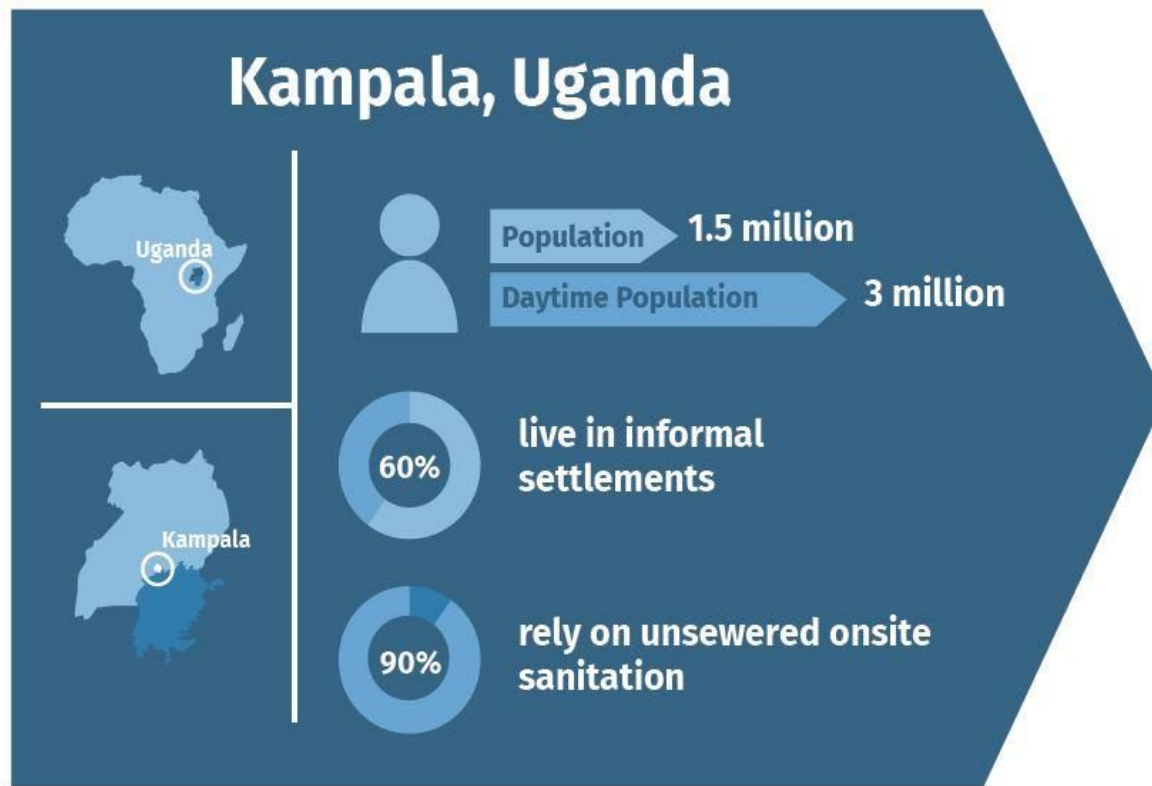 Kampala, Uganda
Uganda
Kampala
Population
1.5 million
Daytime Population
3 million
60%
live in informal
settlements
90%
rely on unsewered onsite
sanitation